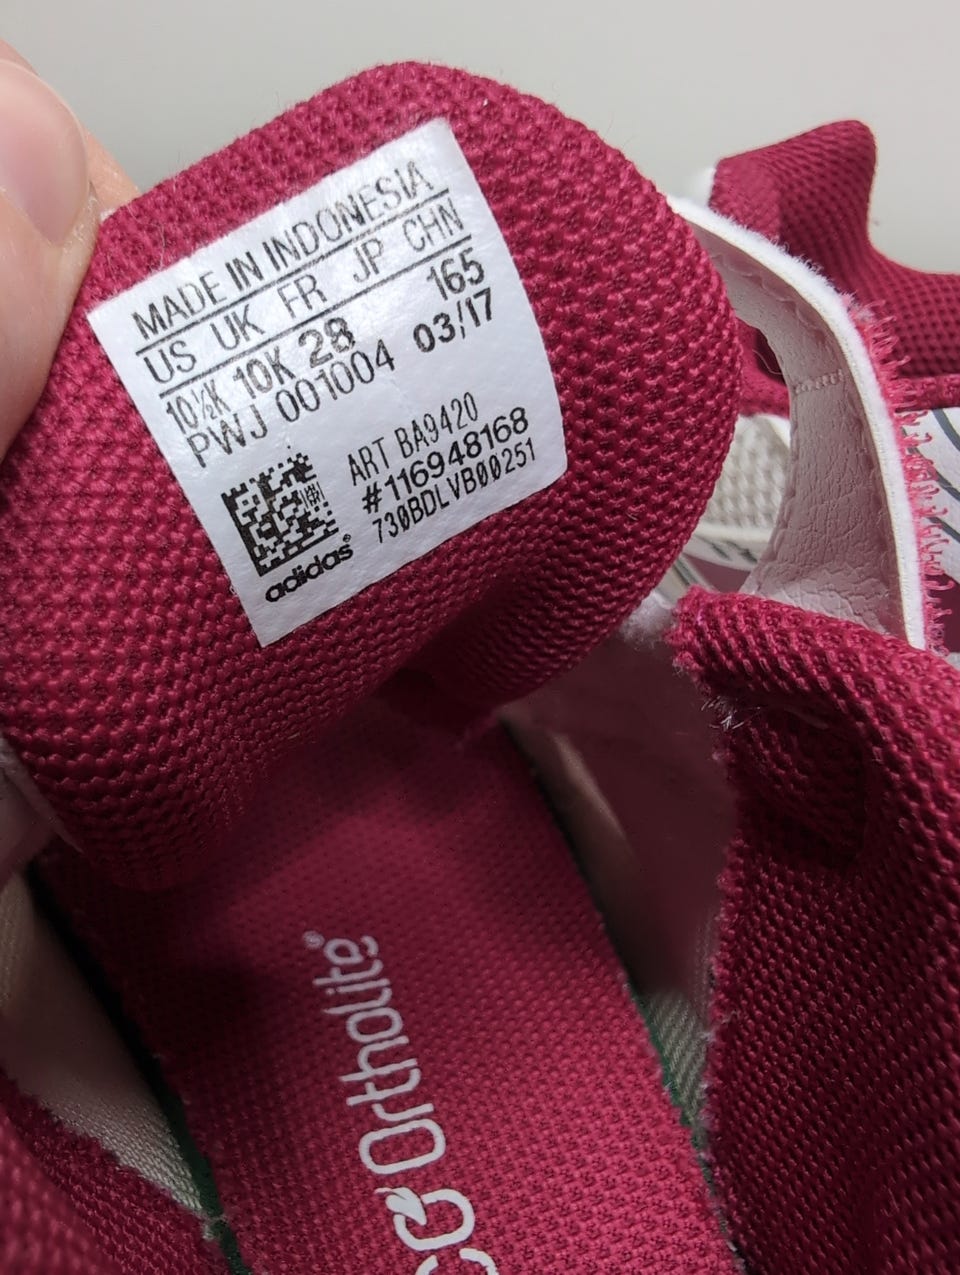 MADE IN INDONESIA
US UK FR JP CHN
10½K 10K 28 165
PWJ 001004 03/17
ART BA9420
#116948168
730BDLVB00251
adidas®
Ortholite®